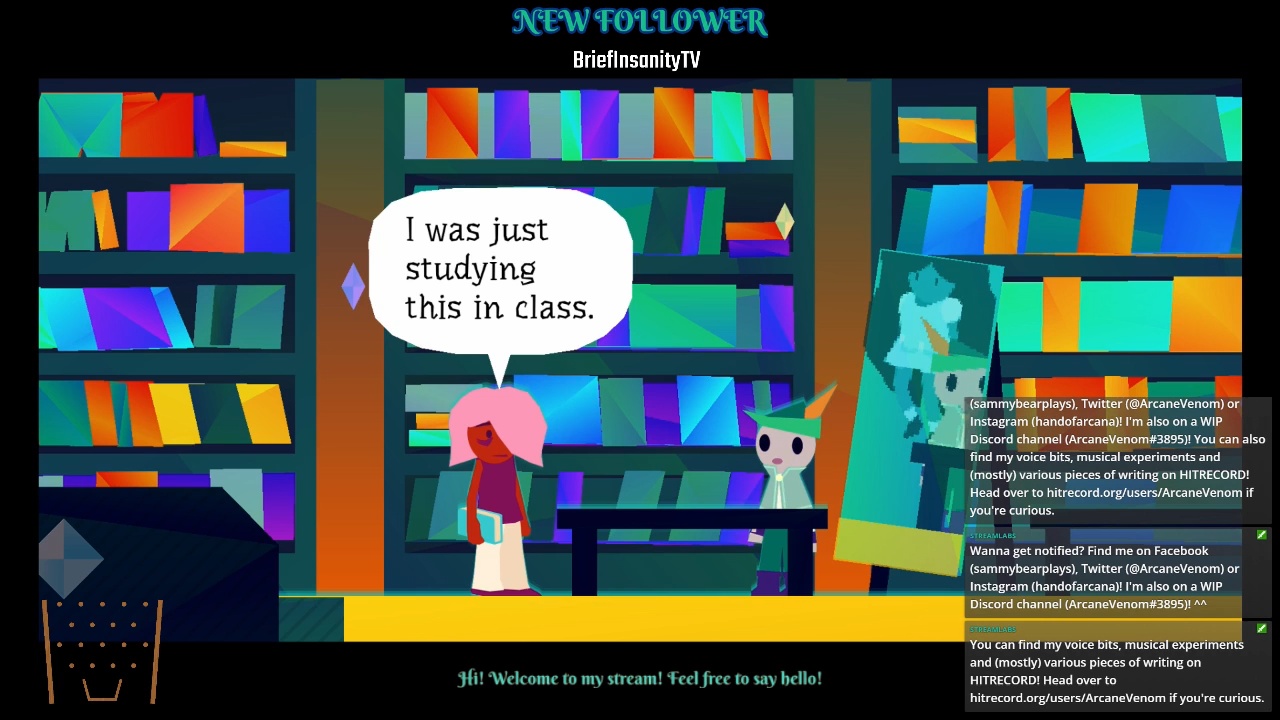 NEW FOLLOWER
BriefInsanityTV
I was just
studying
this in class.
(sammybearplays), Twitter (@ArcaneVenom) or
Instagram (handofarcana)! I'm also on a WIP
Discord channel (ArcaneVenom#3895)! You can also
find my voice bits, musical experiments and
(mostly) various pieces of writing on HITRECORD!
Head over to hitrecord.org/users/ArcaneVenom if
you're curious.
STREAMLABS
Wanna get notified? Find me on Facebook
(sammybearplays), Twitter (@ArcaneVenom) or
Instagram (handofarcana)! I'm also on a WIP
Discord channel (ArcaneVenom#3895)! ^^
STREAMLABS
You can find my voice bits, musical experiments
and (mostly) various pieces of writing on
HITRECORD! Head over to
hitrecord.org/users/ArcaneVenom if you're curious.
Hi! Welcome to my stream! Feel free to say hello!